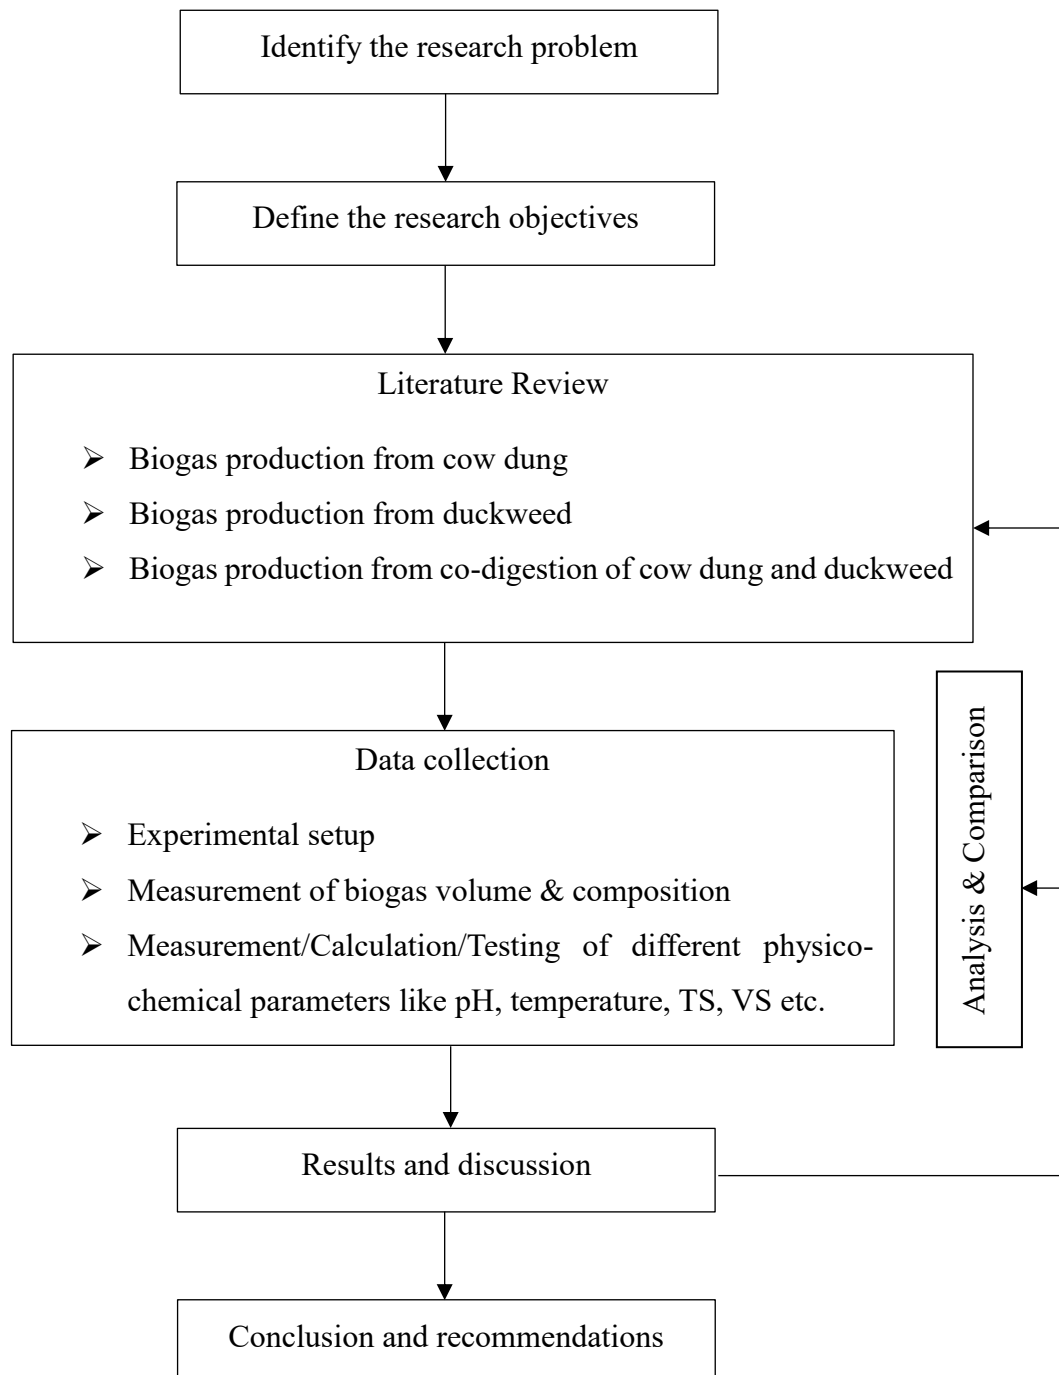 Identify the research problem
Define the research objectives
Literature Review
➢ Biogas production from cow dung
➢ Biogas production from duckweed
➢ Biogas production from co-digestion of cow dung and duckweed
Data collection
➢ Experimental setup
➢ Measurement of biogas volume & composition
➢ Measurement/Calculation/Testing of different physico-
chemical parameters like pH, temperature, TS, VS etc.
Analysis & Comparison
Results and discussion
Conclusion and recommendations